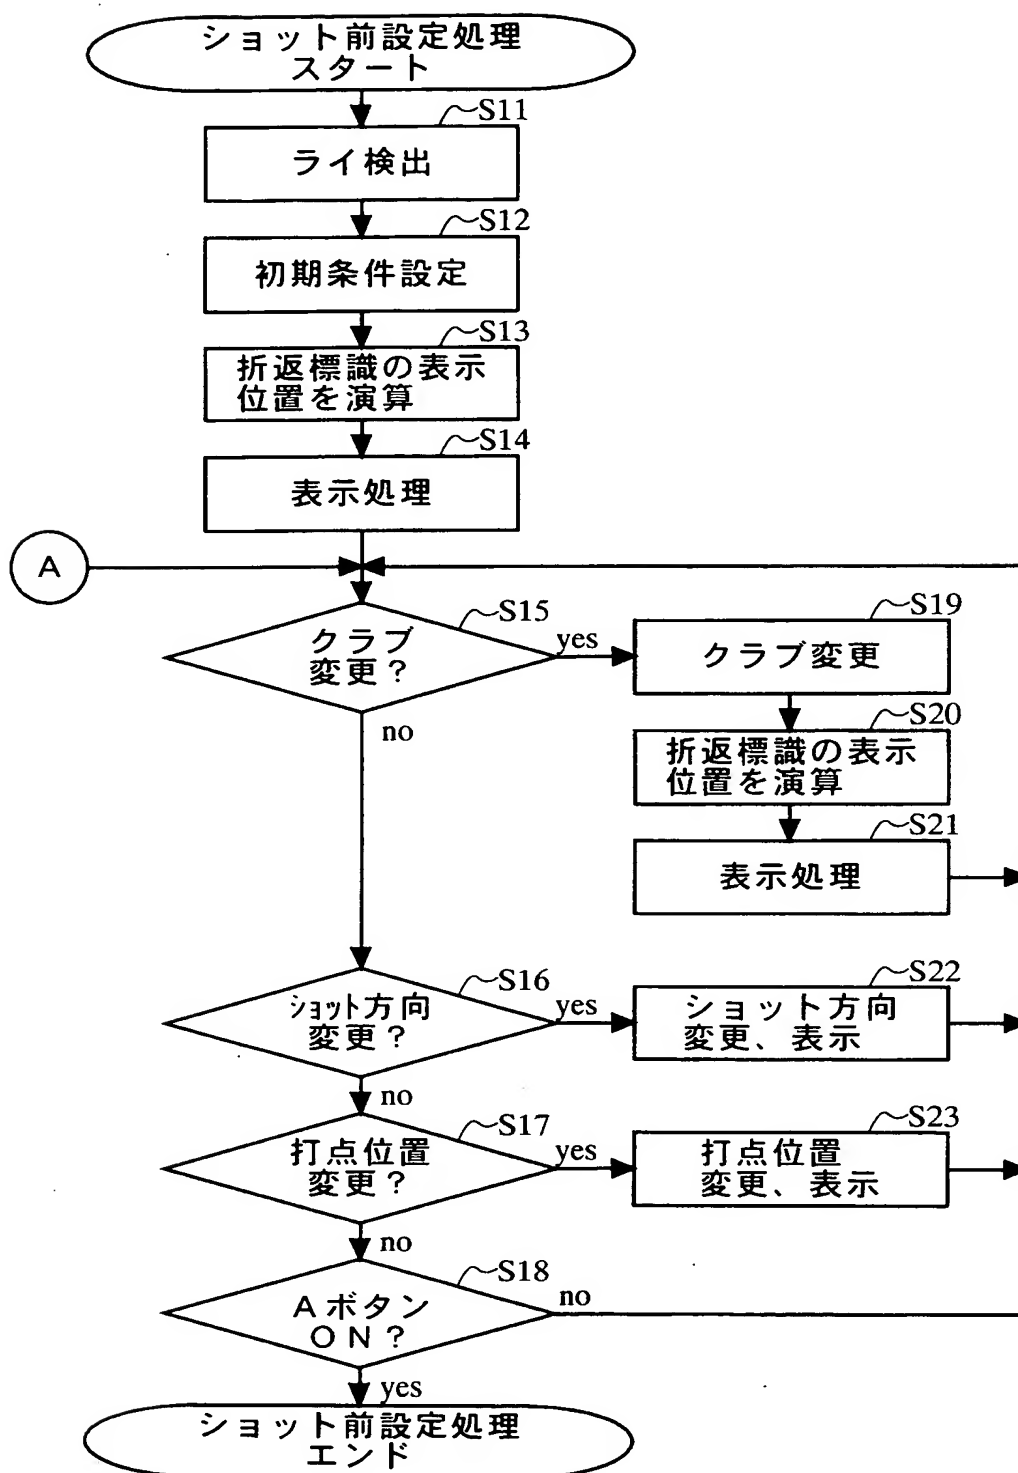 ショット前設定処理
スタート
S11
ライ検出
S12
初期条件設定
S13
折返標識の表示
位置を演算
S14
表示処理
A
S15
クラブ
変更？
yes
no
S19
クラブ変更
S20
折返標識の表示
位置を演算
S21
表示処理
S16
ショット方向
変更？
yes
no
S22
ショット方向
変更、表示
S17
打点位置
変更？
yes
no
S23
打点位置
変更、表示
S18
Aボタン
ON？
no
yes
ショット前設定処理
エンド